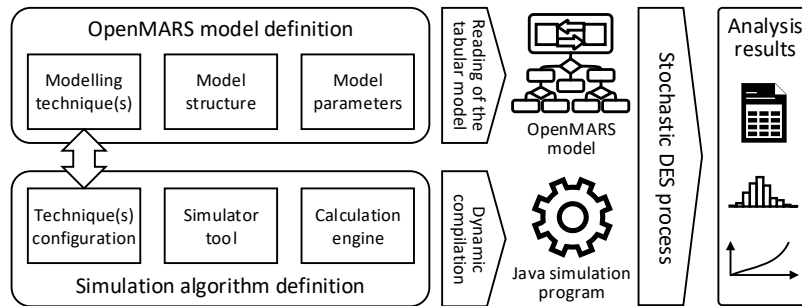 OpenMARS model definition
Modelling
technique(s)
Model
structure
Model
parameters
Technique(s)
configuration
Simulator
tool
Calculation
engine
Simulation algorithm definition
Reading of the
tabular model
Dynamic
compilation
OpenMARS
model
Java simulation
program
Stochastic DES process
Analysis
results